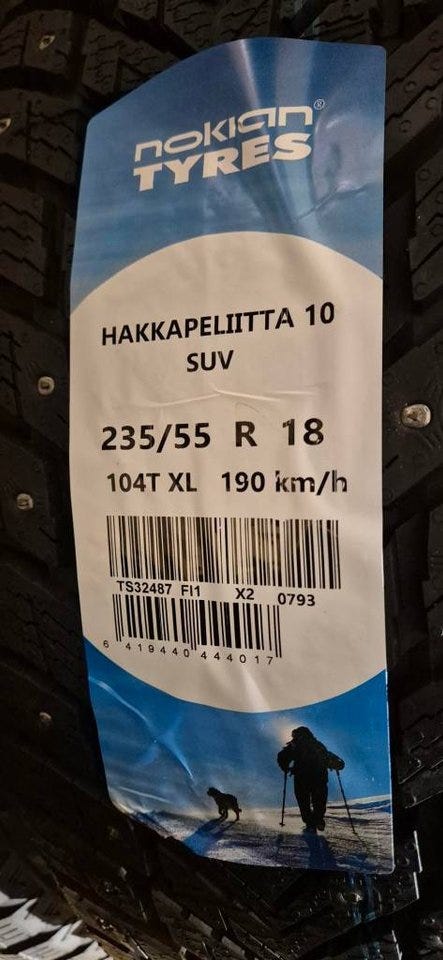 nokian®
TYRES
HAKKAPELIITTA 10
SUV
235/55 R 18
104T XL 190 km/h
TS32487 FI1 X2 0793
6 419440 444017